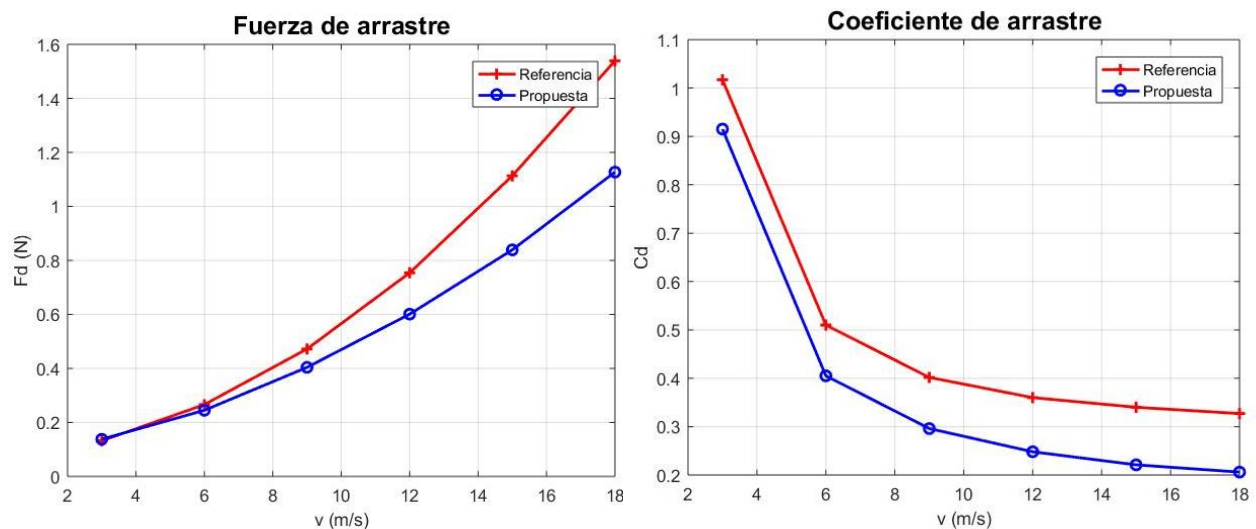 Fuerza de arrastre
1.6
1.4
1.2
1
0.8
0.6
0.4
0.2
0
Fd (N)
Referencia
Propuesta
2 4 6 8 10 12 14 16 18
v (m/s)
Coeficiente de arrastre
1.1
1
0.9
0.8
0.7
0.6
0.5
0.4
0.3
0.2
Cd
Referencia
Propuesta
2 4 6 8 10 12 14 16 18
v (m/s)